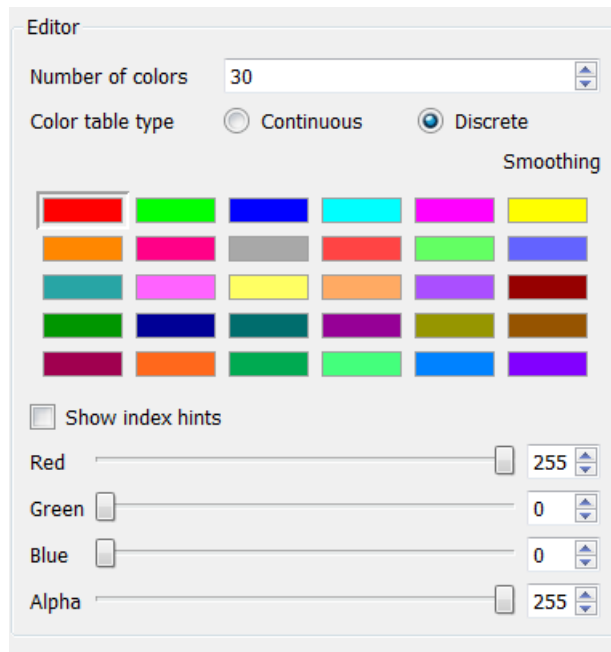 Editor
Number of colors 30
Color table type Continuous Discrete
Smoothing
Show index hints
Red 255
Green 0
Blue 0
Alpha 255